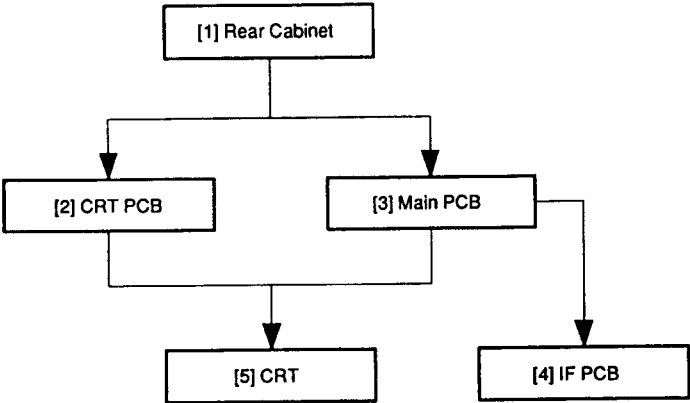 [1] Rear Cabinet
[2] CRT PCB
[3] Main PCB
[5] CRT
[4] IF PCB